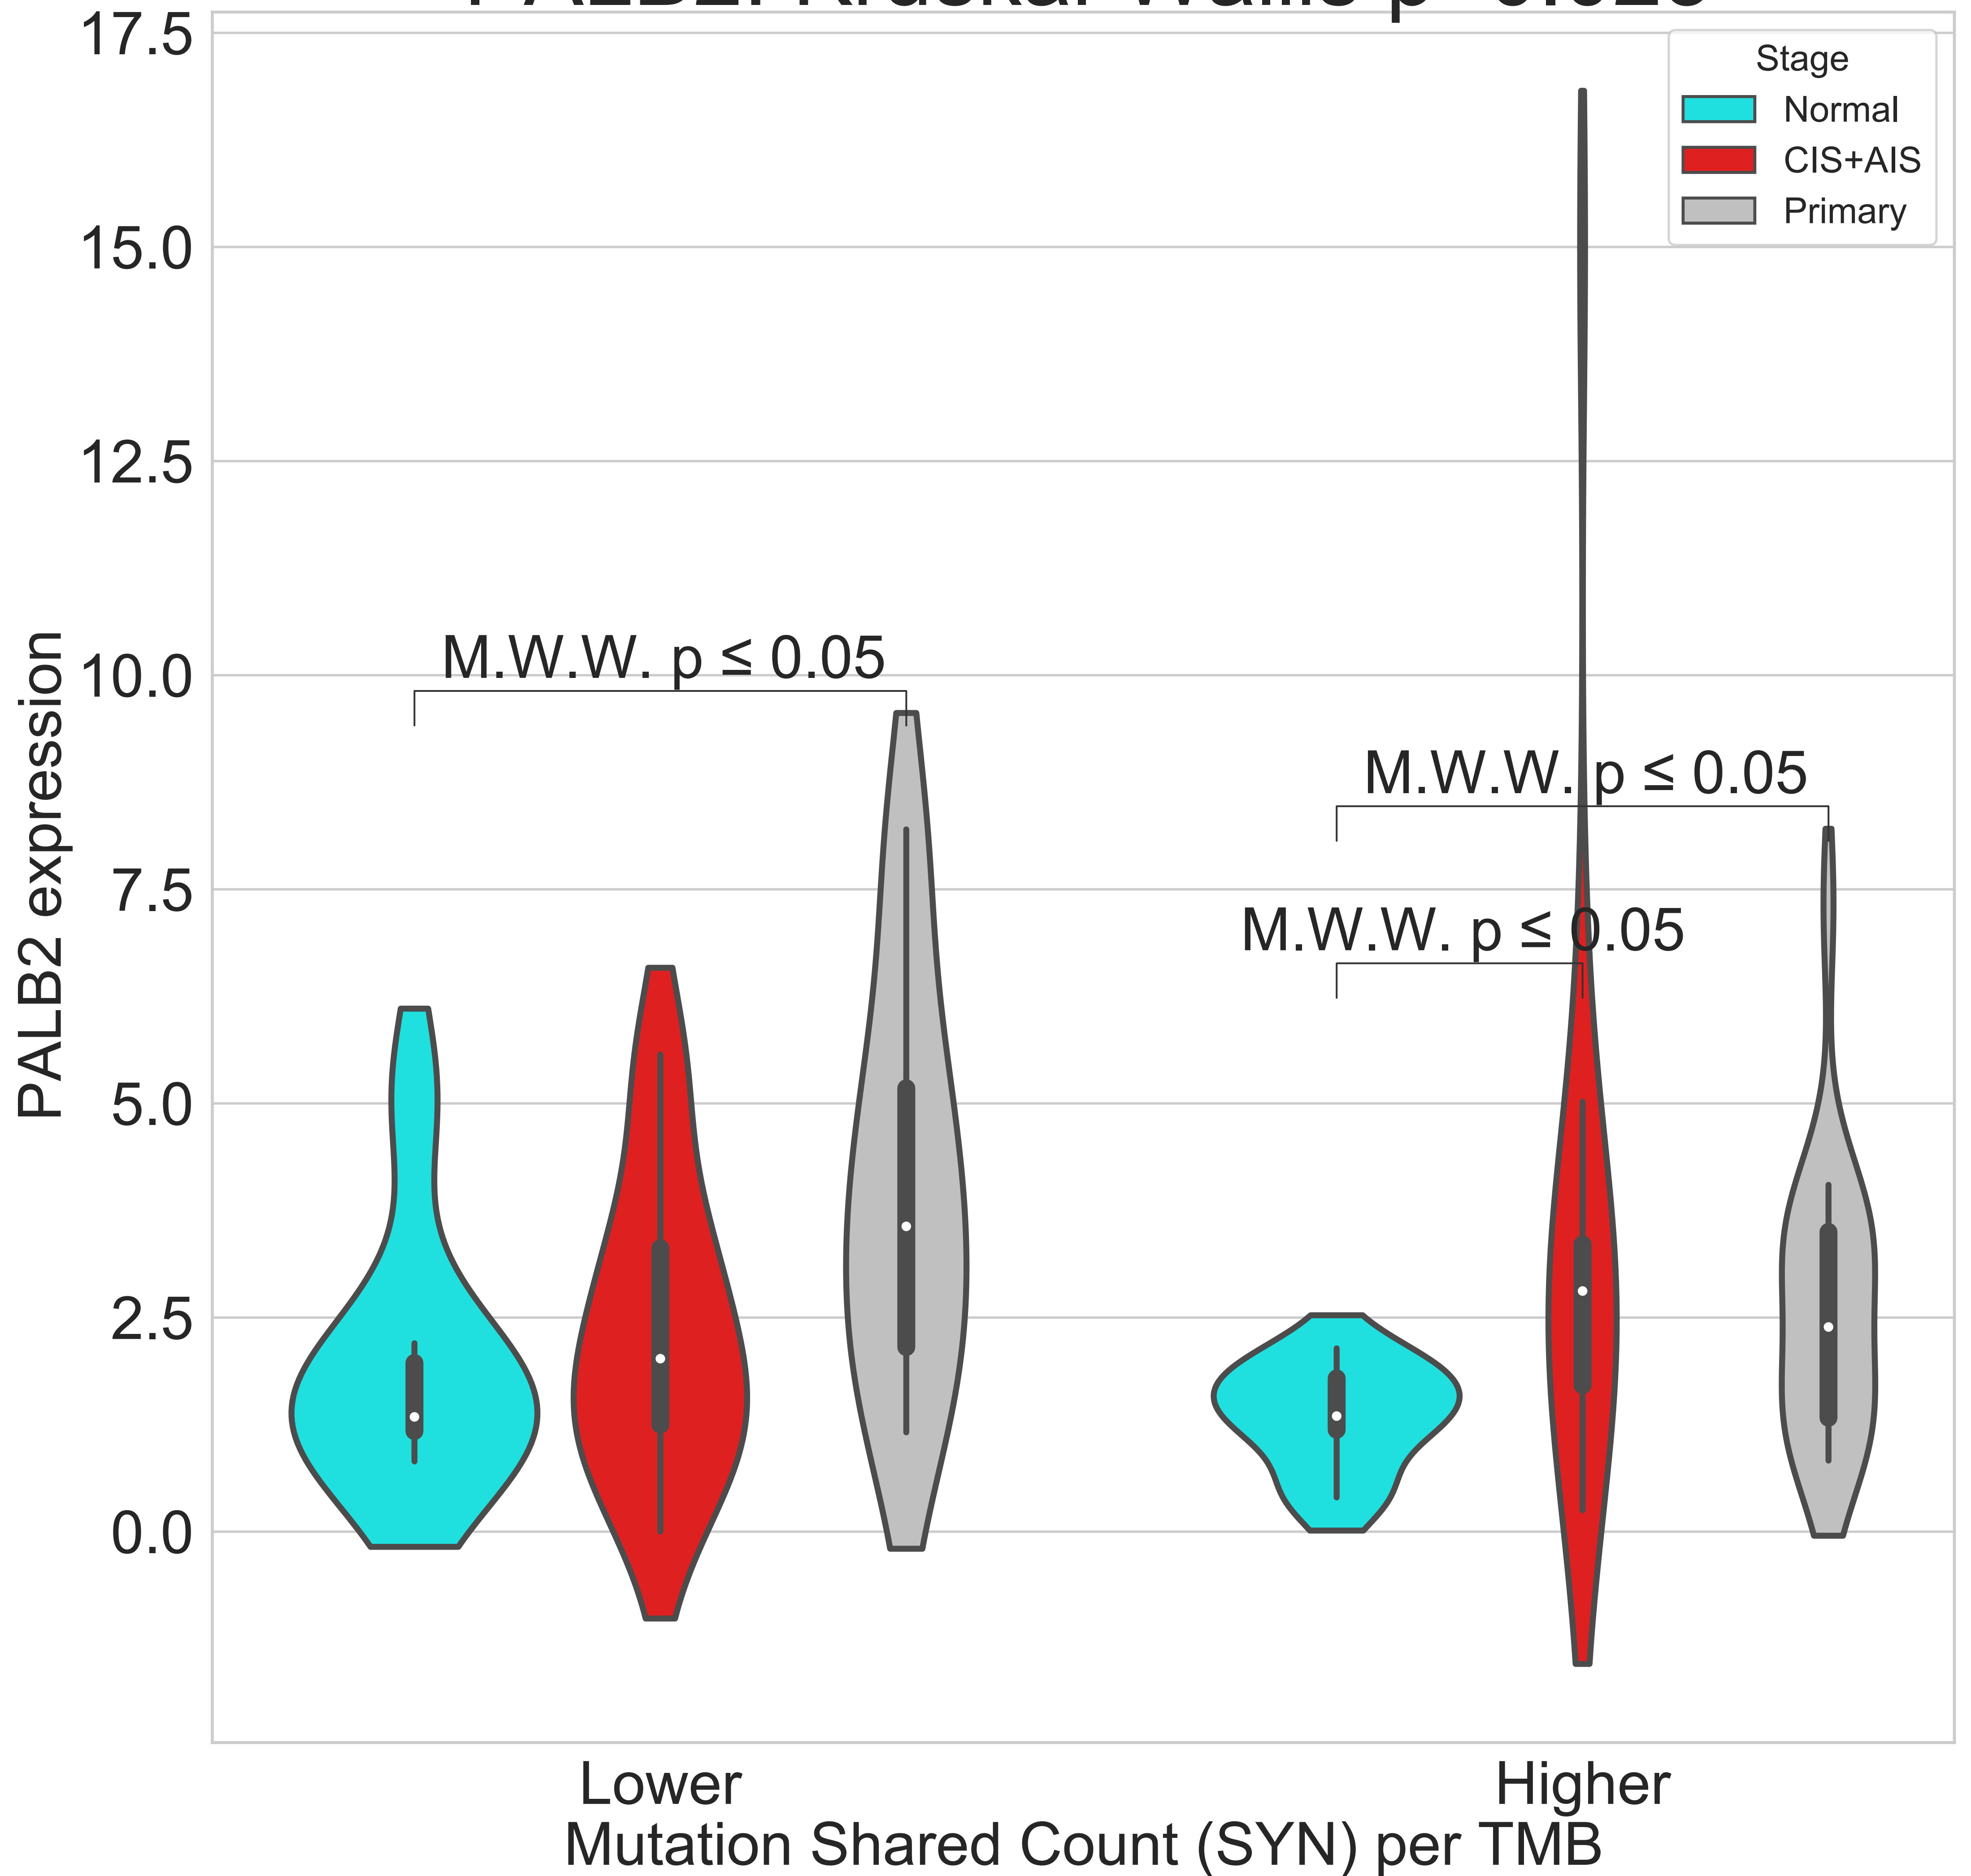 17.5
15.0
12.5
10.0
7.5
5.0
2.5
0.0
PALB2 expression
Stage
Normal
CIS+AIS
Primary
M.W.W. p ≤ 0.05
M.W.W. p ≤ 0.05
M.W.W. p ≤ 0.05
Lower
Higher
Mutation Shared Count (SYN) per TMB